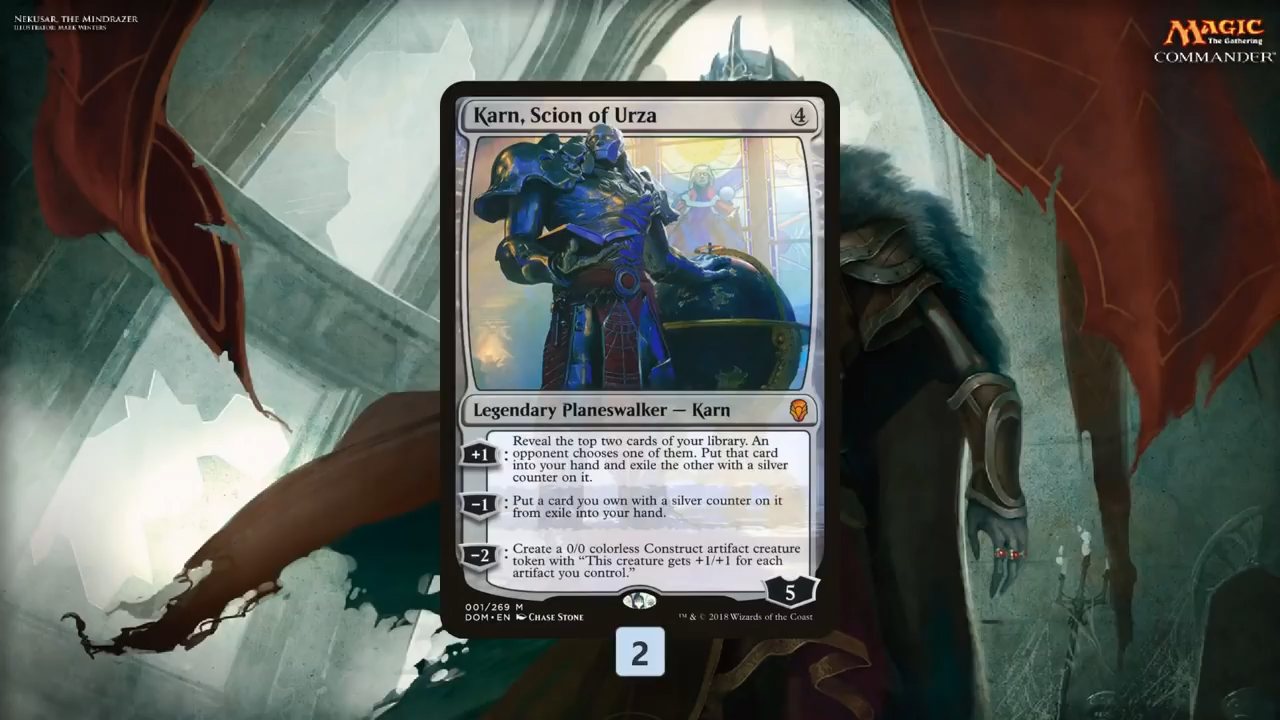 NEKUSAR, THE MINDRAZER
ILLUSTRATOR: MARK WINTERS
MAGIC
The Gathering
COMMANDER
Karn, Scion of Urza
4
Legendary Planeswalker — Karn
+1 : Reveal the top two cards of your library. An
opponent chooses one of them. Put that card
into your hand and exile the other with a silver
counter on it.
−1 : Put a card you own with a silver counter on it
from exile into your hand.
−2 : Create a 0/0 colorless Construct artifact creature
token with “This creature gets +1/+1 for each
artifact you control.”
5
001/269 M
DOM • EN Chase Stone
™ & © 2018 Wizards of the Coast
2